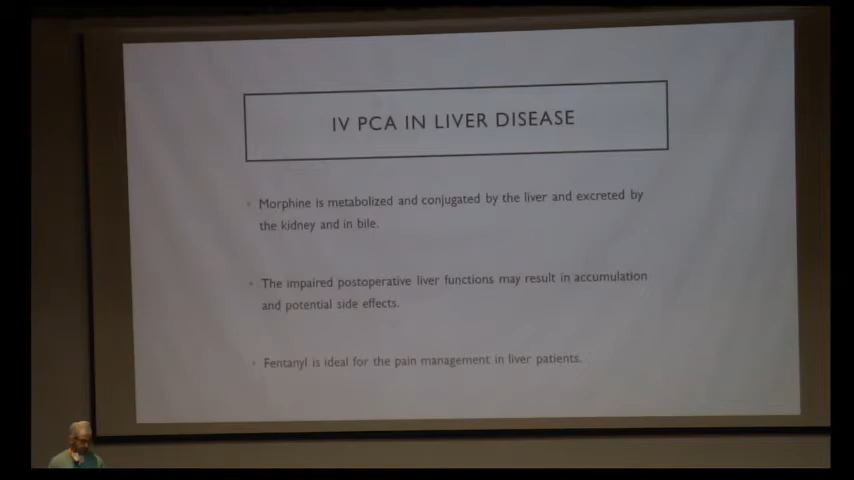 IV PCA IN LIVER DISEASE
• Morphine is metabolized and conjugated by the liver and excreted by
the kidney and in bile.
• The impaired postoperative liver functions may result in accumulation
and potential side effects.
• Fentanyl is ideal for the pain management in liver patients.